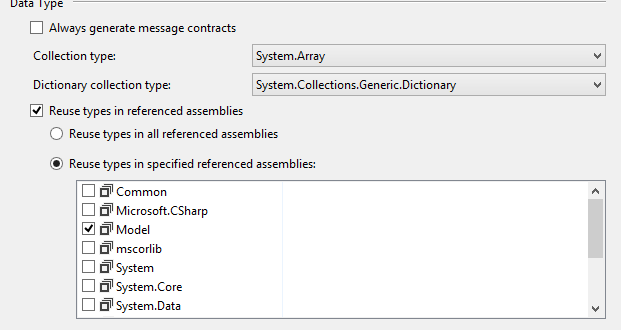 Data Type
Always generate message contracts
Collection type: System.Array
Dictionary collection type: System.Collections.Generic.Dictionary
Reuse types in referenced assemblies
Reuse types in all referenced assemblies
Reuse types in specified referenced assemblies:
Common
Microsoft.CSharp
Model
mscorlib
System
System.Core
System.Data